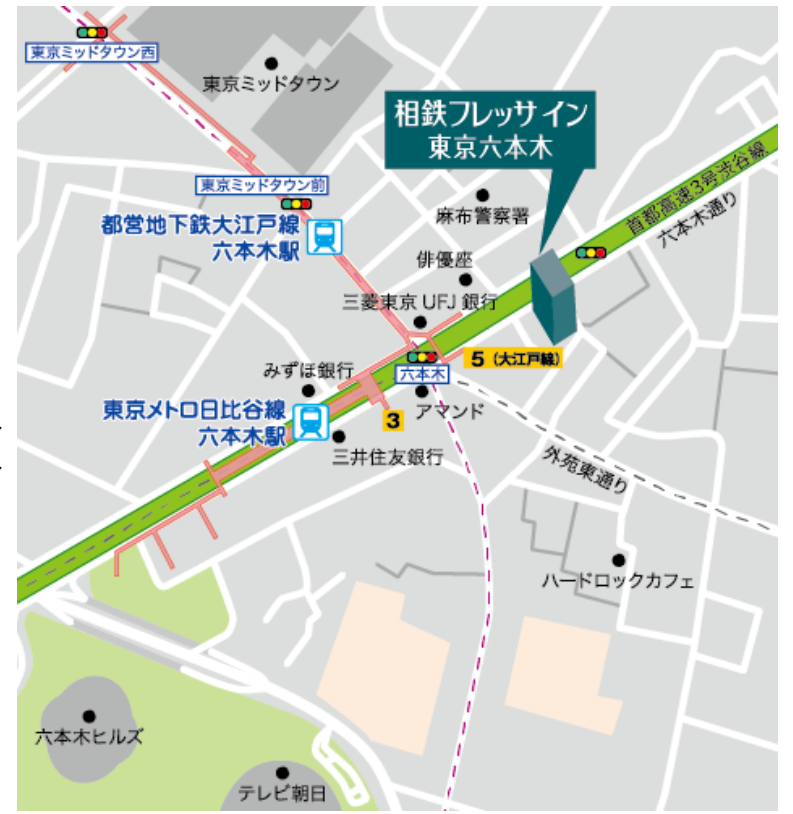 東京ミッドタウン西
東京ミッドタウン
相鉄フレッサイン
東京六本木
東京ミッドタウン前
首都高速3号渋谷線
六本木通り
麻布警察署
都営地下鉄大江戸線
六本木駅
俳優座
三菱東京UFJ銀行
5（大江戸線）
みずほ銀行
六本木
東京メトロ日比谷線
六本木駅
3
アマンド
三井住友銀行
外苑東通り
ハードロックカフェ
六本木ヒルズ
テレビ朝日